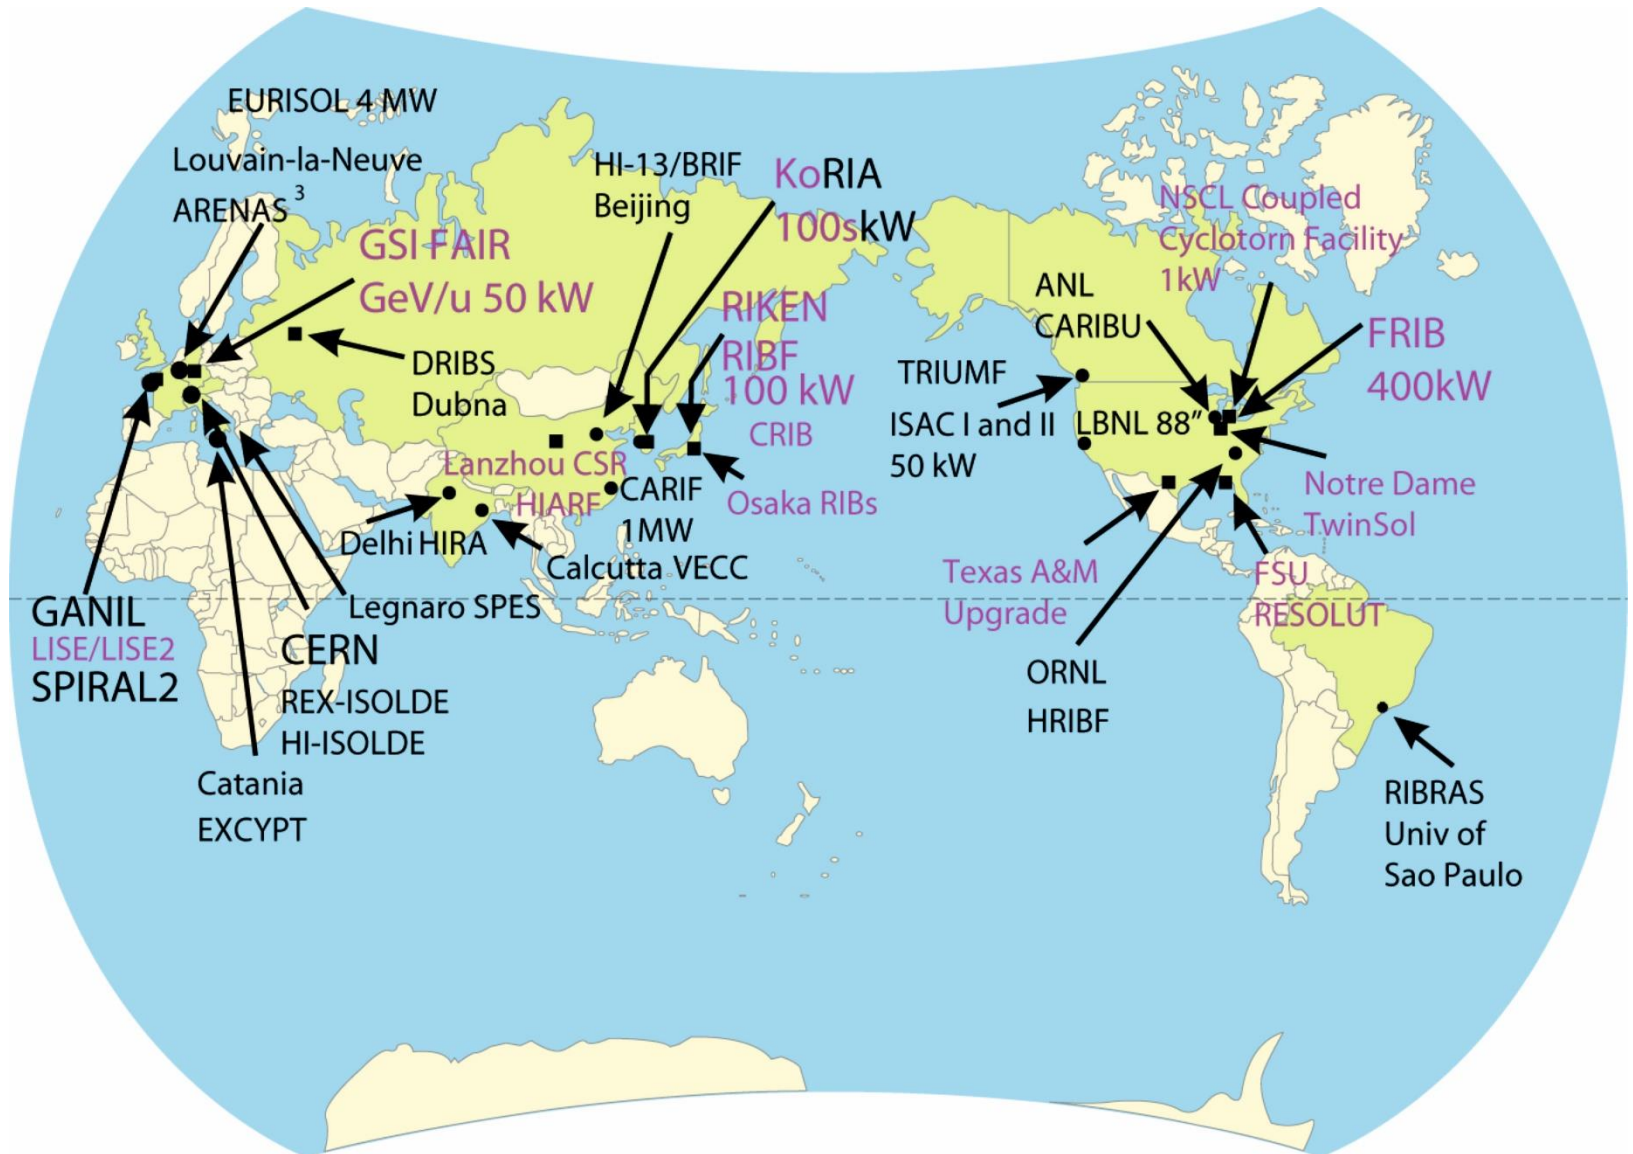 EURISOL 4 MW
Louvain-la-Neuve
ARENAS 3
GSI FAIR
GeV/u 50 kW
HI-13/BRIF
Beijing
KoRIA
100skW
RIKEN
RIBF
100 kW
CRIB
DRIBS
Dubna
Lanzhou CSR
HIARF
CARIF
1MW
Osaka RIBs
Delhi HIRA
Calcutta VECC
GANIL
LISE/LISE2
SPIRAL2
Legnaro SPES
CERN
REX-ISOLDE
HI-ISOLDE
Catania
EXCYPT
NSCL Coupled
Cyclotorn Facility
1kW
ANL
CARIBU
FRIB
400kW
TRIUMF
ISAC I and II
50 kW
LBNL 88”
Notre Dame
TwinSol
Texas A&M
Upgrade
FSU
RESOLUT
ORNL
HRIBF
RIBRAS
Univ of
Sao Paulo